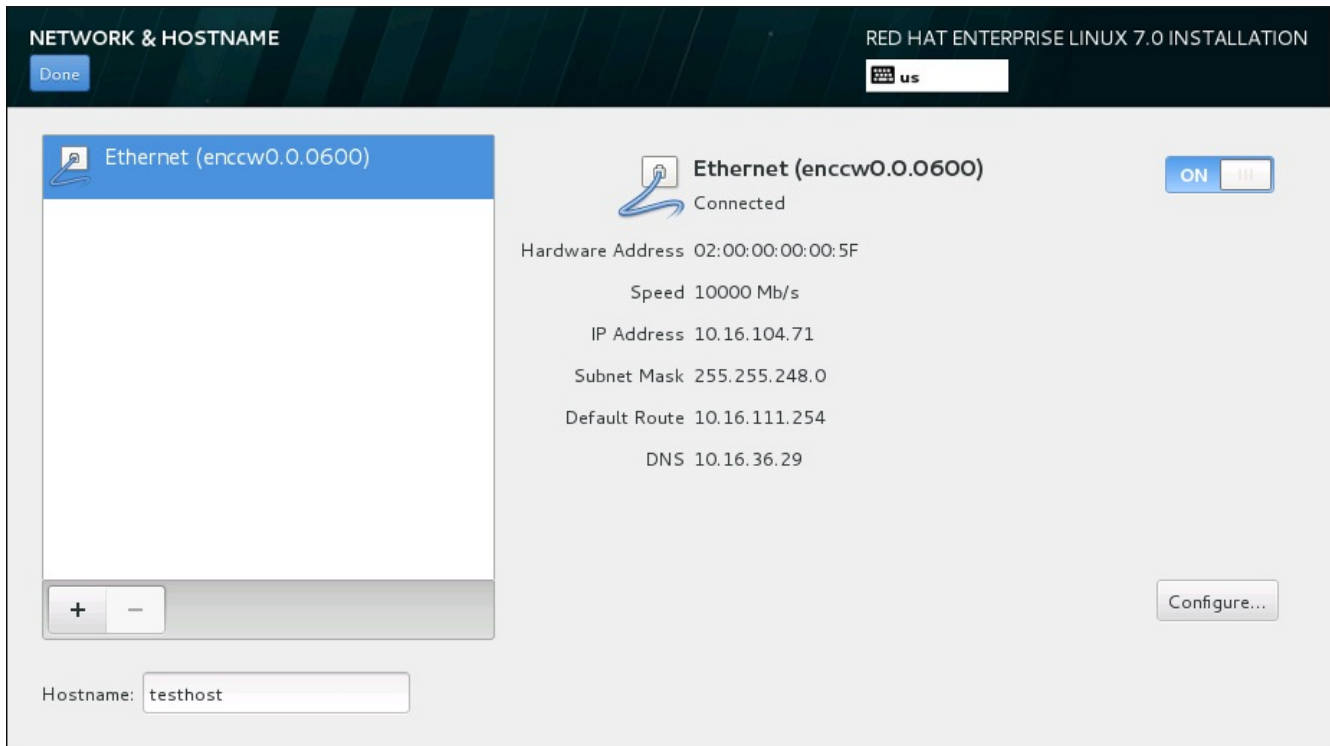 NETWORK & HOSTNAME
RED HAT ENTERPRISE LINUX 7.0 INSTALLATION
Done
us
Ethernet (enccw0.0.0600)
Ethernet (enccw0.0.0600)
ON
Connected
Hardware Address 02:00:00:00:00:5F
Speed 10000 Mb/s
IP Address 10.16.104.71
Subnet Mask 255.255.248.0
Default Route 10.16.111.254
DNS 10.16.36.29
+ −
Configure...
Hostname: testhost